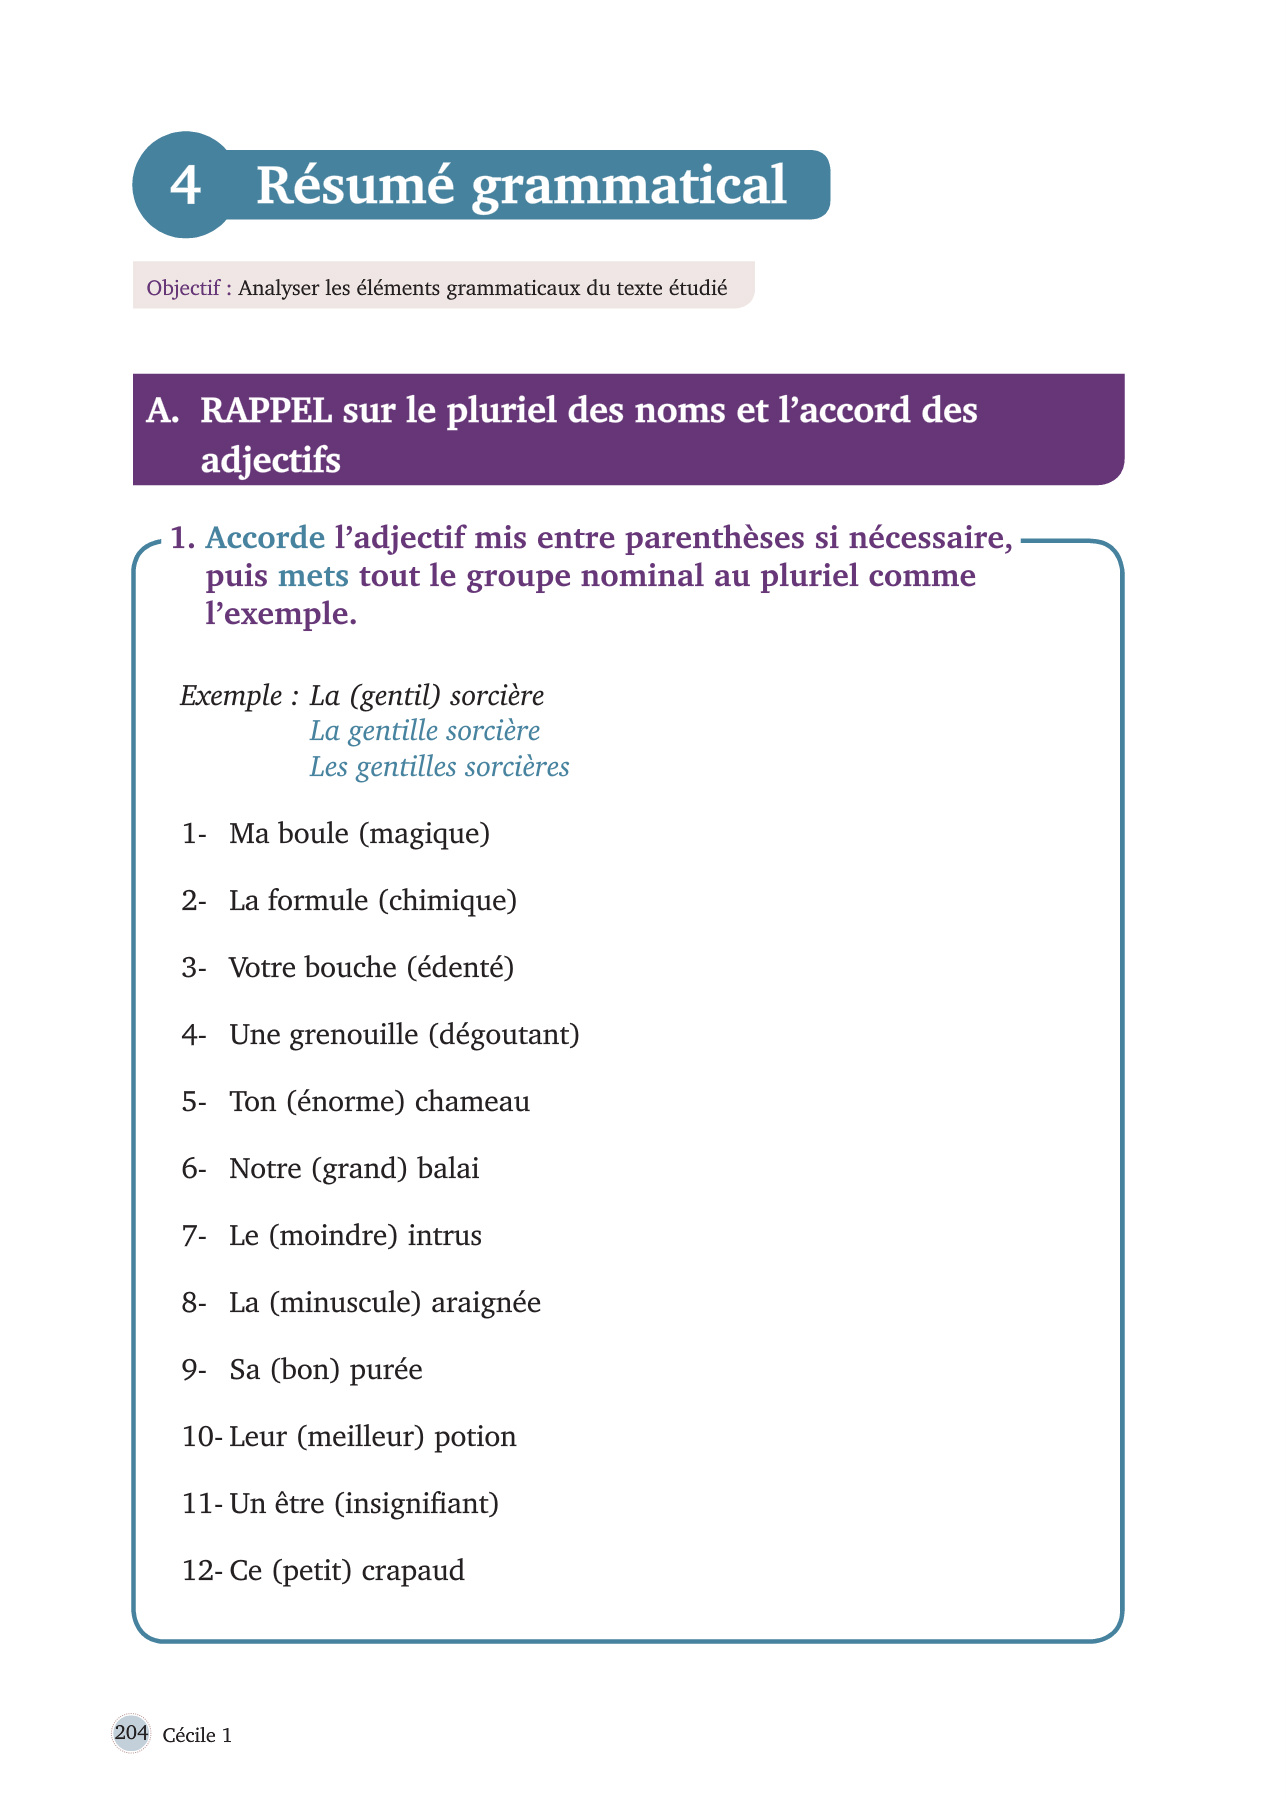 4 Résumé grammatical
Objectif : Analyser les éléments grammaticaux du texte étudié
A. RAPPEL sur le pluriel des noms et l’accord des
adjectifs
1. Accorde l’adjectif mis entre parenthèses si nécessaire,
puis mets tout le groupe nominal au pluriel comme
l’exemple.
Exemple : La (gentil) sorcière
La gentille sorcière
Les gentilles sorcières
1- Ma boule (magique)
2- La formule (chimique)
3- Votre bouche (édenté)
4- Une grenouille (dégoutant)
5- Ton (énorme) chameau
6- Notre (grand) balai
7- Le (moindre) intrus
8- La (minuscule) araignée
9- Sa (bon) purée
10- Leur (meilleur) potion
11- Un être (insignifiant)
12- Ce (petit) crapaud
204 Cécile 1